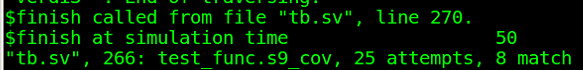 $finish called from file "tb.sv", line 270.
$finish at simulation time                   50
"tb.sv", 266: test_func.s9_cov, 25 attempts, 8 match